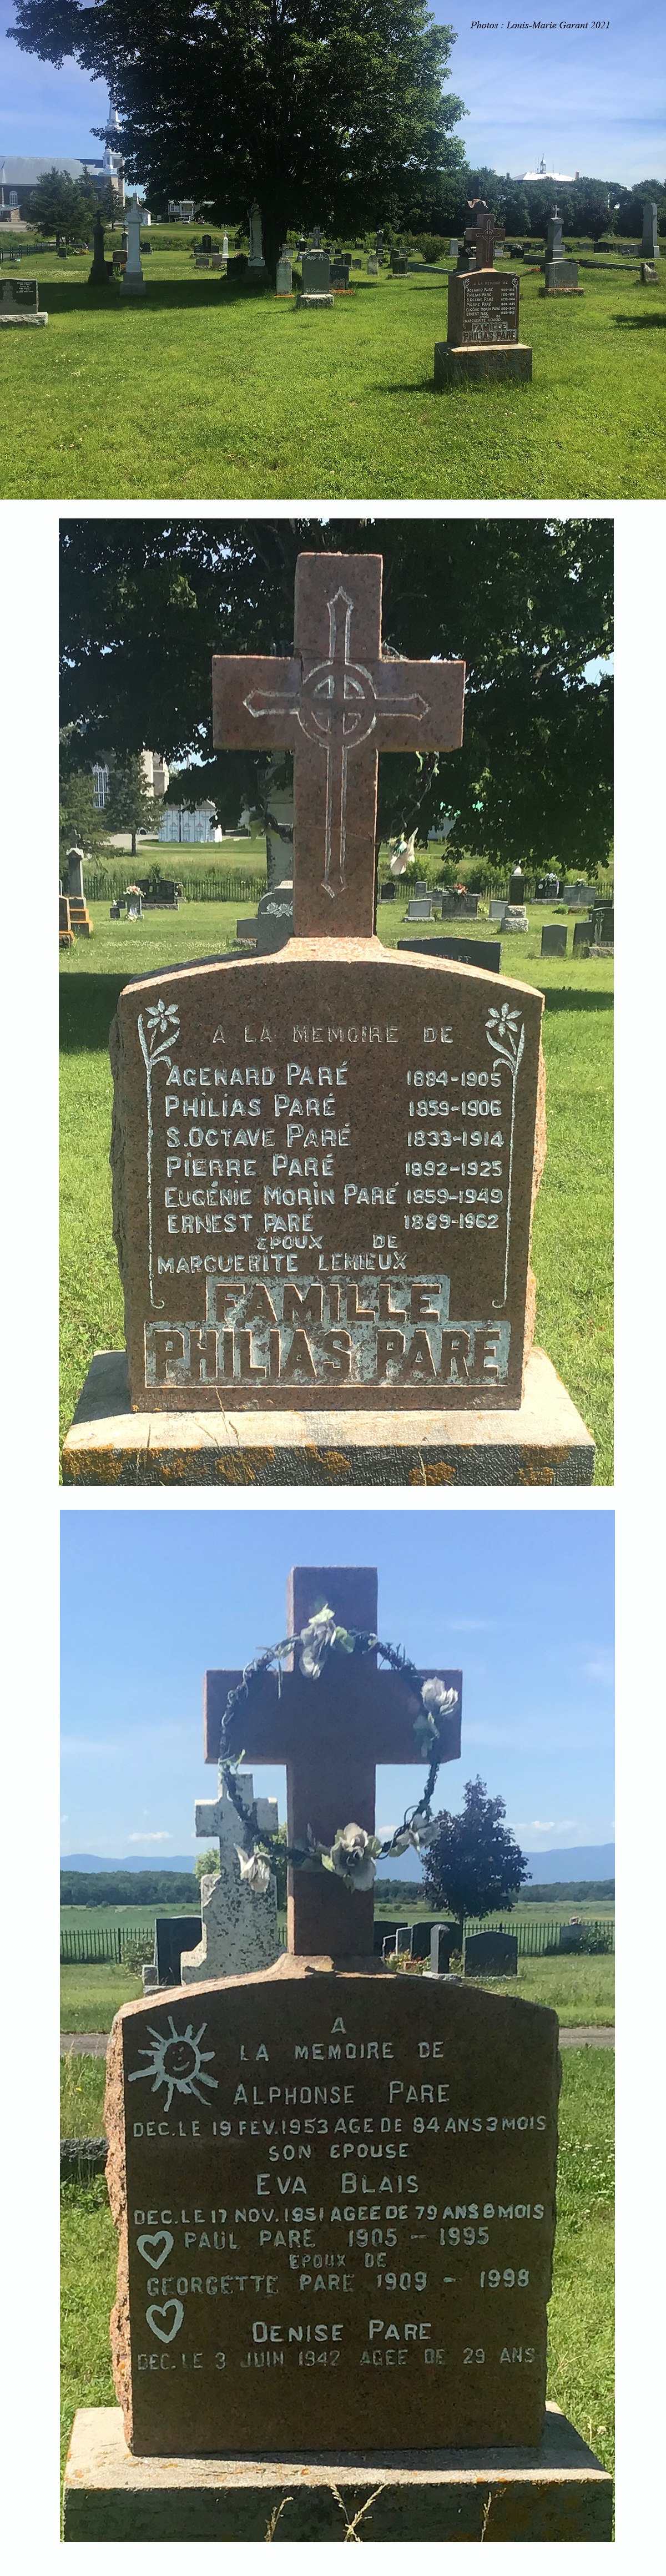 Photos : Louis-Marie Garant 2021
A LA MEMOIRE DE
AGENARD PARÉ 1884-1905
PHILIAS PARÉ 1859-1906
S.OCTAVE PARÉ 1833-1914
PIERRE PARÉ 1892-1925
EUGÉNIE MORIN PARÉ 1859-1949
ERNEST PARÉ 1889-1962
EPOUX DE
MARGUERITE LEMIEUX
FAMILLE
PHILIAS PARE
A
LA MEMOIRE DE
ALPHONSE PARE
DEC.LE 19 FEV.1953 AGE DE 84 ANS 3 MOIS
SON EPOUSE
EVA BLAIS
DEC.LE 17 NOV.1951 AGEE DE 79 ANS 8 MOIS
PAUL PARE 1905 - 1995
EPOUX DE
GEORGETTE PARE 1909 - 1998
DENISE PARE
DEC.LE 3 JUIN 1942 AGEE DE 29 ANS